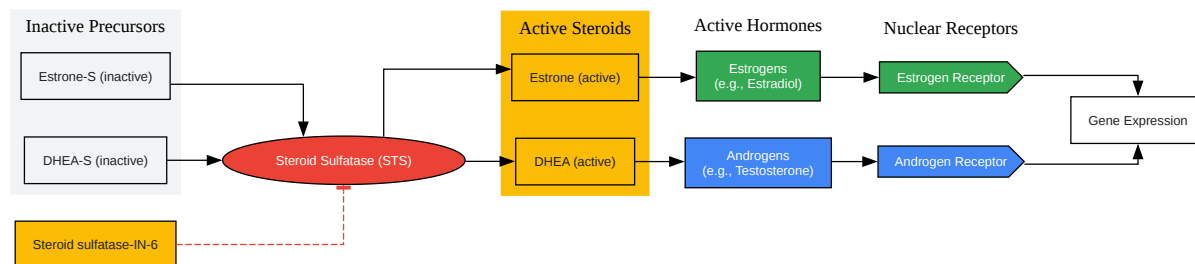 Inactive Precursors
Active Steroids
Active Hormones
Nuclear Receptors
Estrone-S (inactive)
Estrone (active)
Estrogens
(e.g., Estradiol)
Estrogen Receptor
Gene Expression
DHEA-S (inactive)
Steroid Sulfatase (STS)
DHEA (active)
Androgens
(e.g., Testosterone)
Androgen Receptor
Steroid sulfatase-IN-6